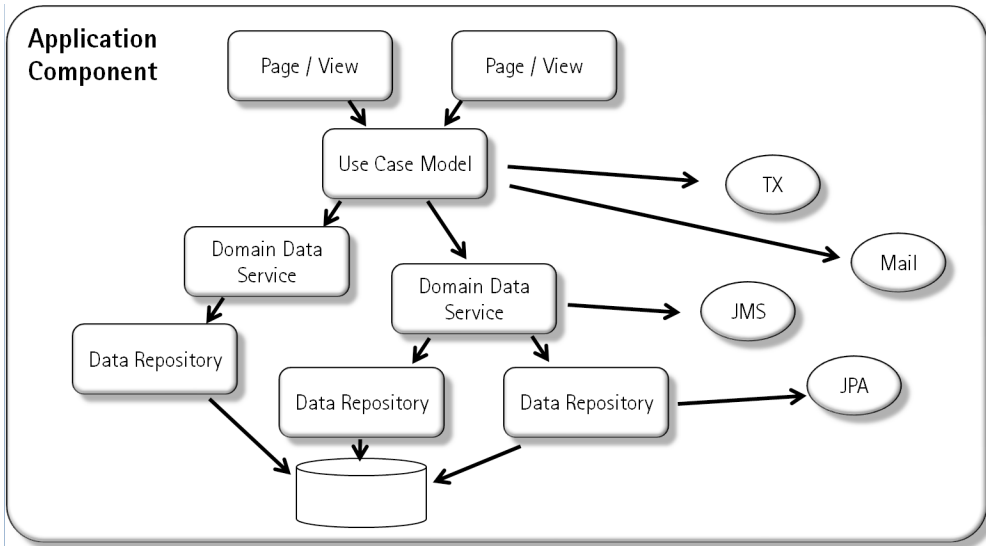 Application
Component
Page / View
Page / View
Use Case Model
TX
Domain Data
Service
Mail
Domain Data
Service
JMS
Data Repository
Data Repository
Data Repository
JPA